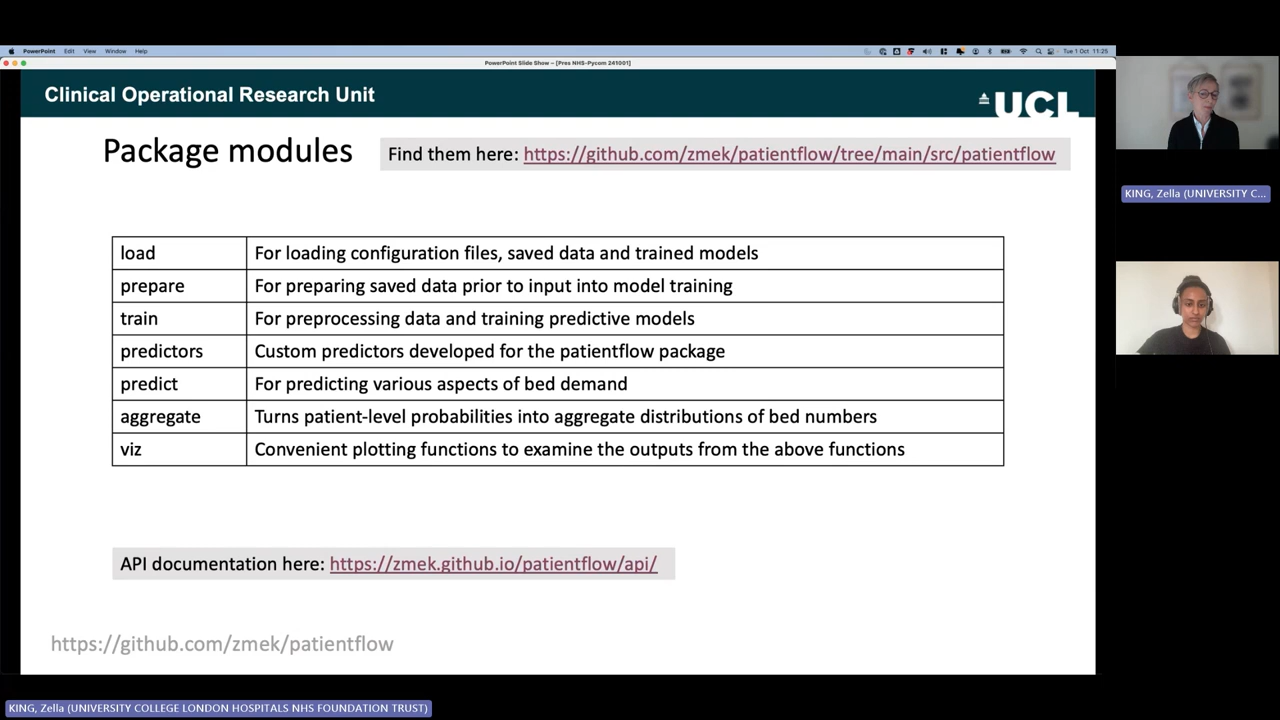 PowerPoint Edit View Window Help
Tue 1 Oct 11:25
PowerPoint Slide Show – [Pres NHS-Pycom 241001]
Clinical Operational Research Unit
UCL
Package modules
Find them here: https://github.com/zmek/patientflow/tree/main/src/patientflow
load For loading configuration files, saved data and trained models
prepare For preparing saved data prior to input into model training
train For preprocessing data and training predictive models
predictors Custom predictors developed for the patientflow package
predict For predicting various aspects of bed demand
aggregate Turns patient-level probabilities into aggregate distributions of bed numbers
viz Convenient plotting functions to examine the outputs from the above functions
API documentation here: https://zmek.github.io/patientflow/api/
https://github.com/zmek/patientflow
KING, Zella (UNIVERSITY C...
KING, Zella (UNIVERSITY COLLEGE LONDON HOSPITALS NHS FOUNDATION TRUST)